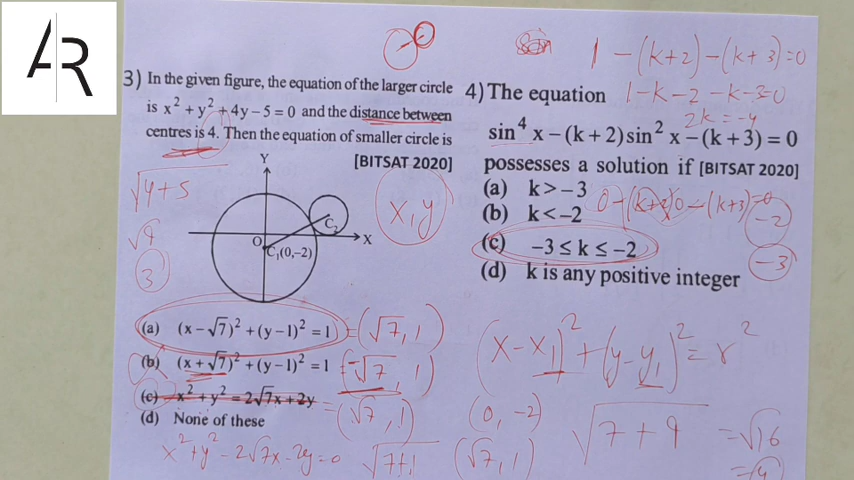 AR
3) In the given figure, the equation of the larger circle
is x² + y² + 4y – 5 = 0 and the distance between
centres is 4. Then the equation of smaller circle is
[BITSAT 2020]
√4+5
√9
3
x, y
Y
X
O
C₁(0,–2)
C₂
(a) (x – √7)² + (y – 1)² = 1 = (√7, 1)
(b) (x + √7)² + (y – 1)² = 1 (–√7, 1)
(c) x² + y² = 2√7x + 2y = (√7, 1)
(d) None of these
x² + y² – 2√7x – 2y = 0 √7+1
1 – (k+2) – (k+3) = 0
4) The equation
1 – k – 2 – k – 3 = 0
2k = –4
sin⁴ x – (k + 2) sin² x – (k + 3) = 0
possesses a solution if [BITSAT 2020]
(a) k > – 3
(b) k < – 2
0 – (k+2)0 – (k+3) = 0
–2
(c) –3 ≤ k ≤ –2
–3
(d) k is any positive integer
(x – x₁)² + (y – y₁)² = r²
(0, –2)
(√7, 1)
√7 + 9 = √16
= 4